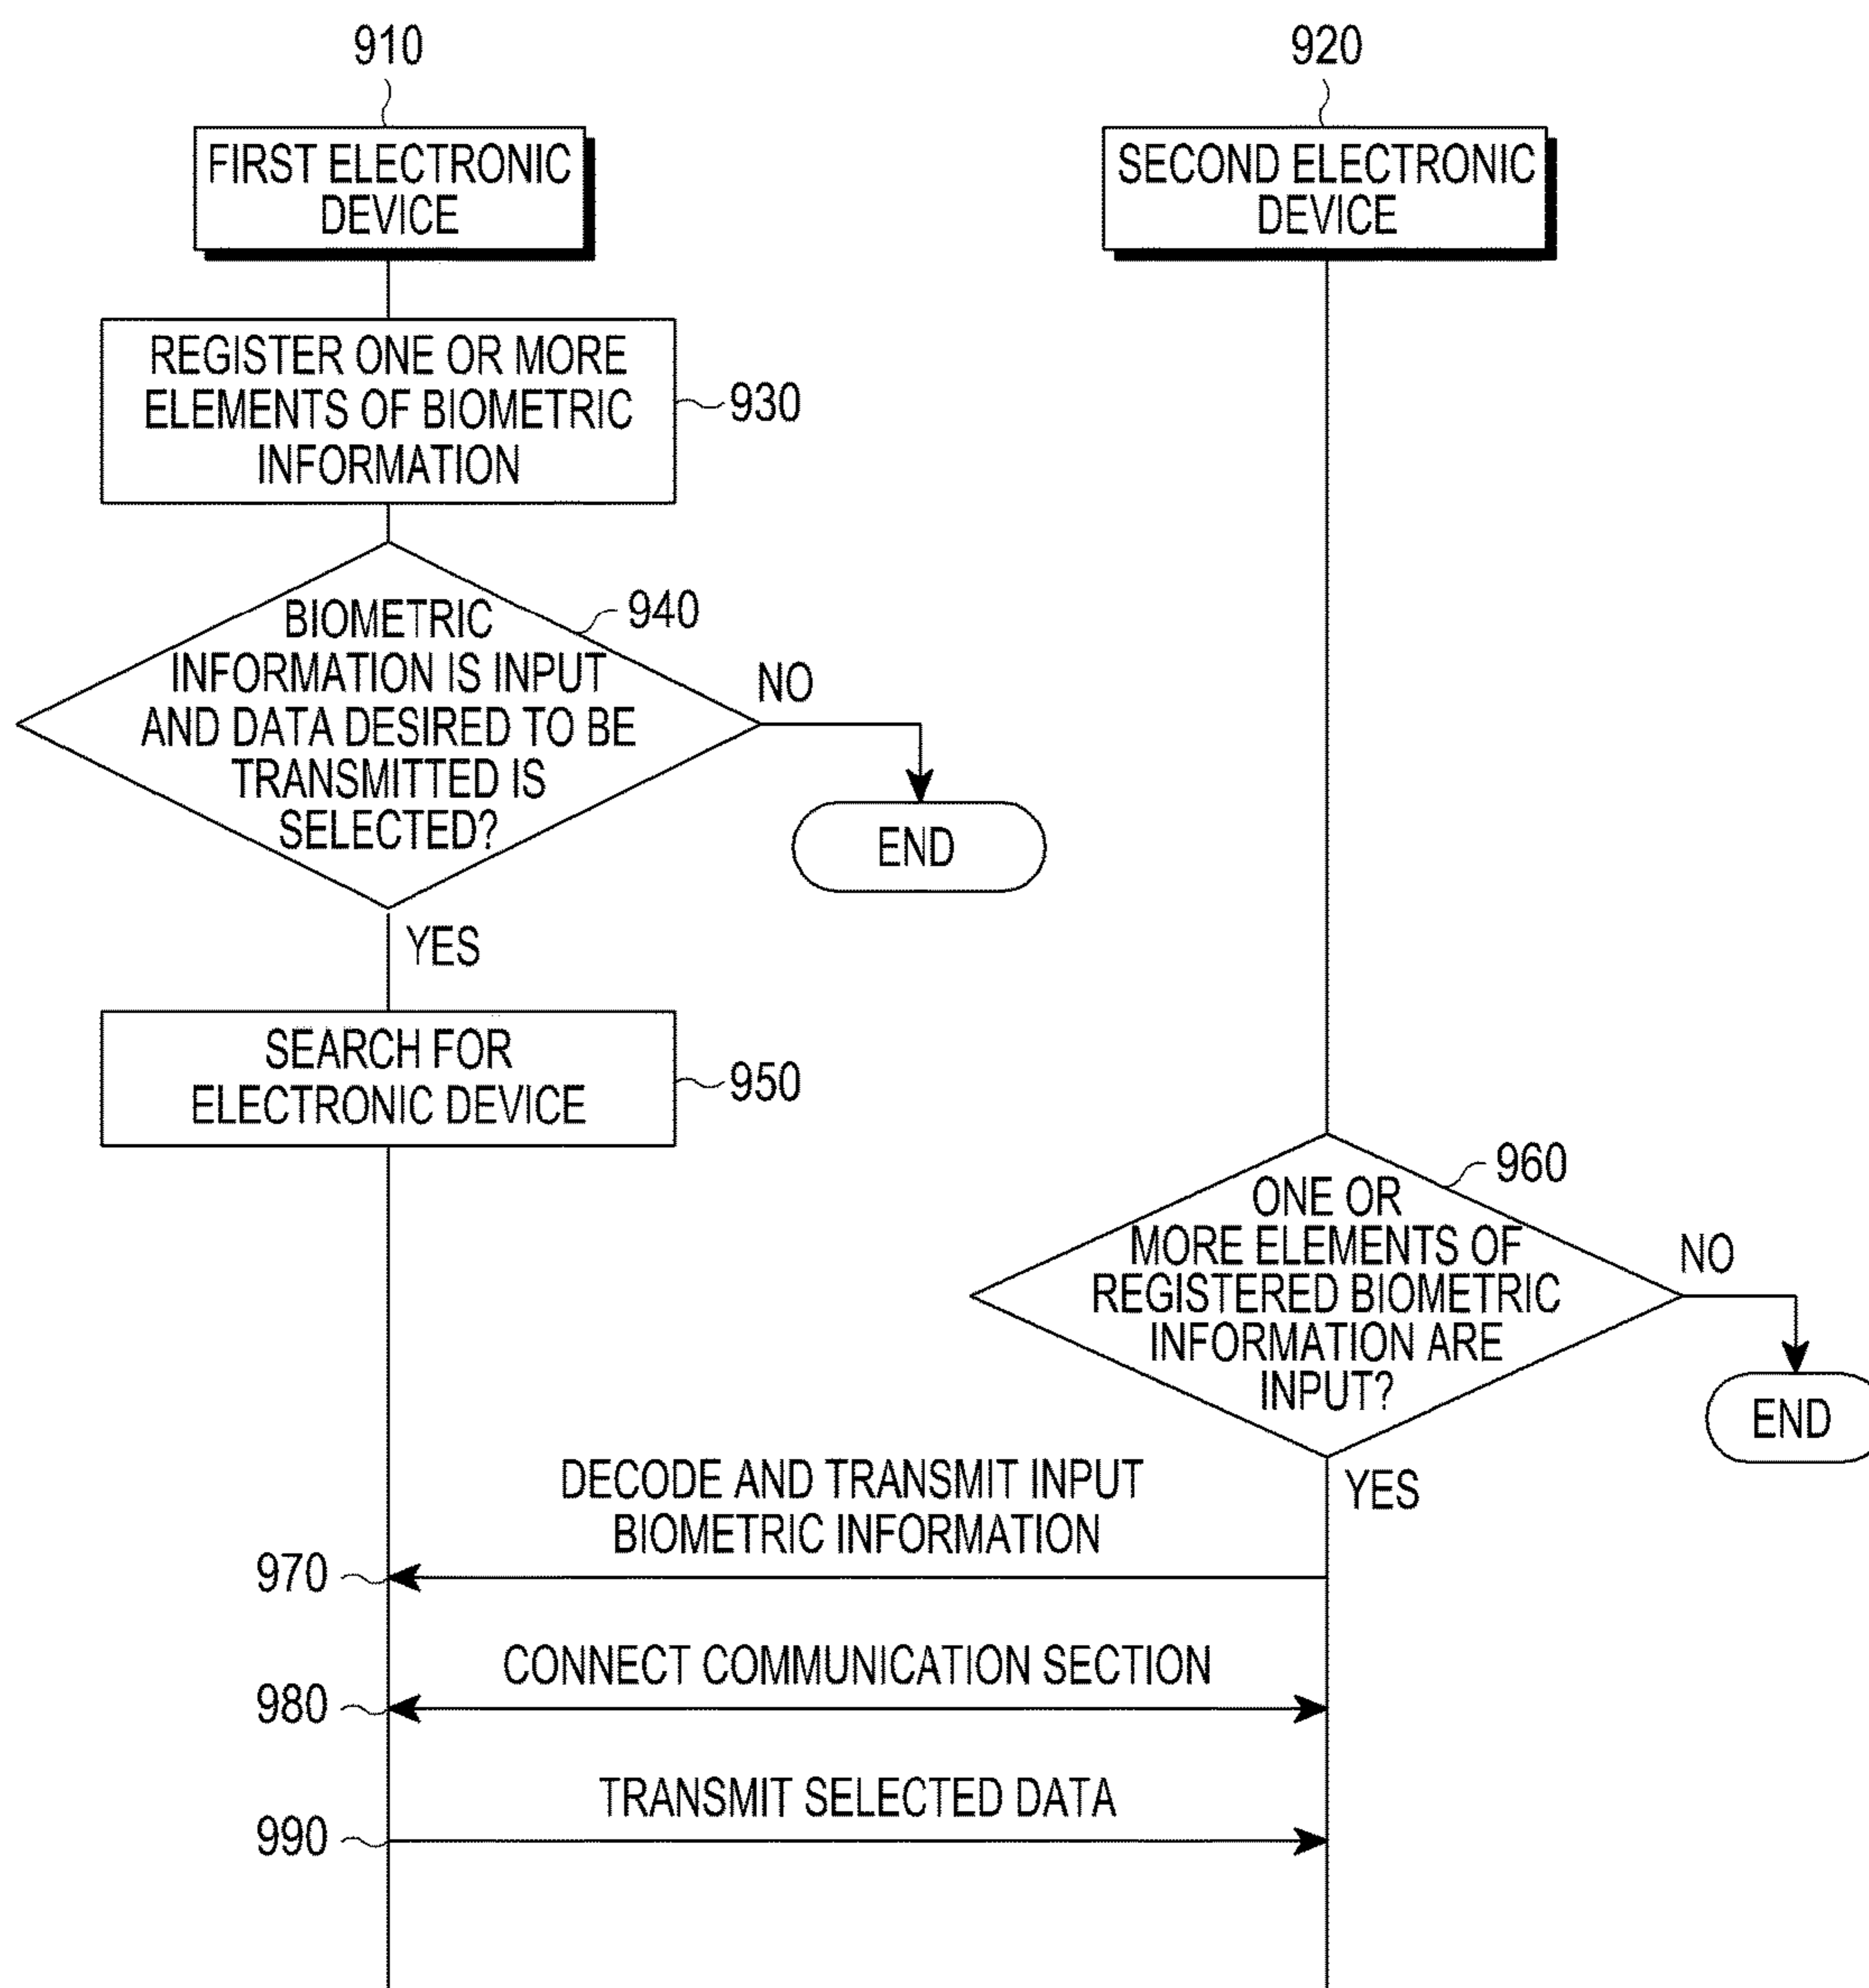 910
920
FIRST ELECTRONIC
DEVICE
SECOND ELECTRONIC
DEVICE
REGISTER ONE OR MORE
ELEMENTS OF BIOMETRIC
INFORMATION
930
BIOMETRIC
INFORMATION IS INPUT
AND DATA DESIRED TO BE
TRANSMITTED IS
SELECTED?
940
NO
END
YES
SEARCH FOR
ELECTRONIC DEVICE
950
ONE OR
MORE ELEMENTS OF
REGISTERED BIOMETRIC
INFORMATION ARE
INPUT?
960
NO
END
YES
DECODE AND TRANSMIT INPUT
BIOMETRIC INFORMATION
970
CONNECT COMMUNICATION SECTION
980
TRANSMIT SELECTED DATA
990